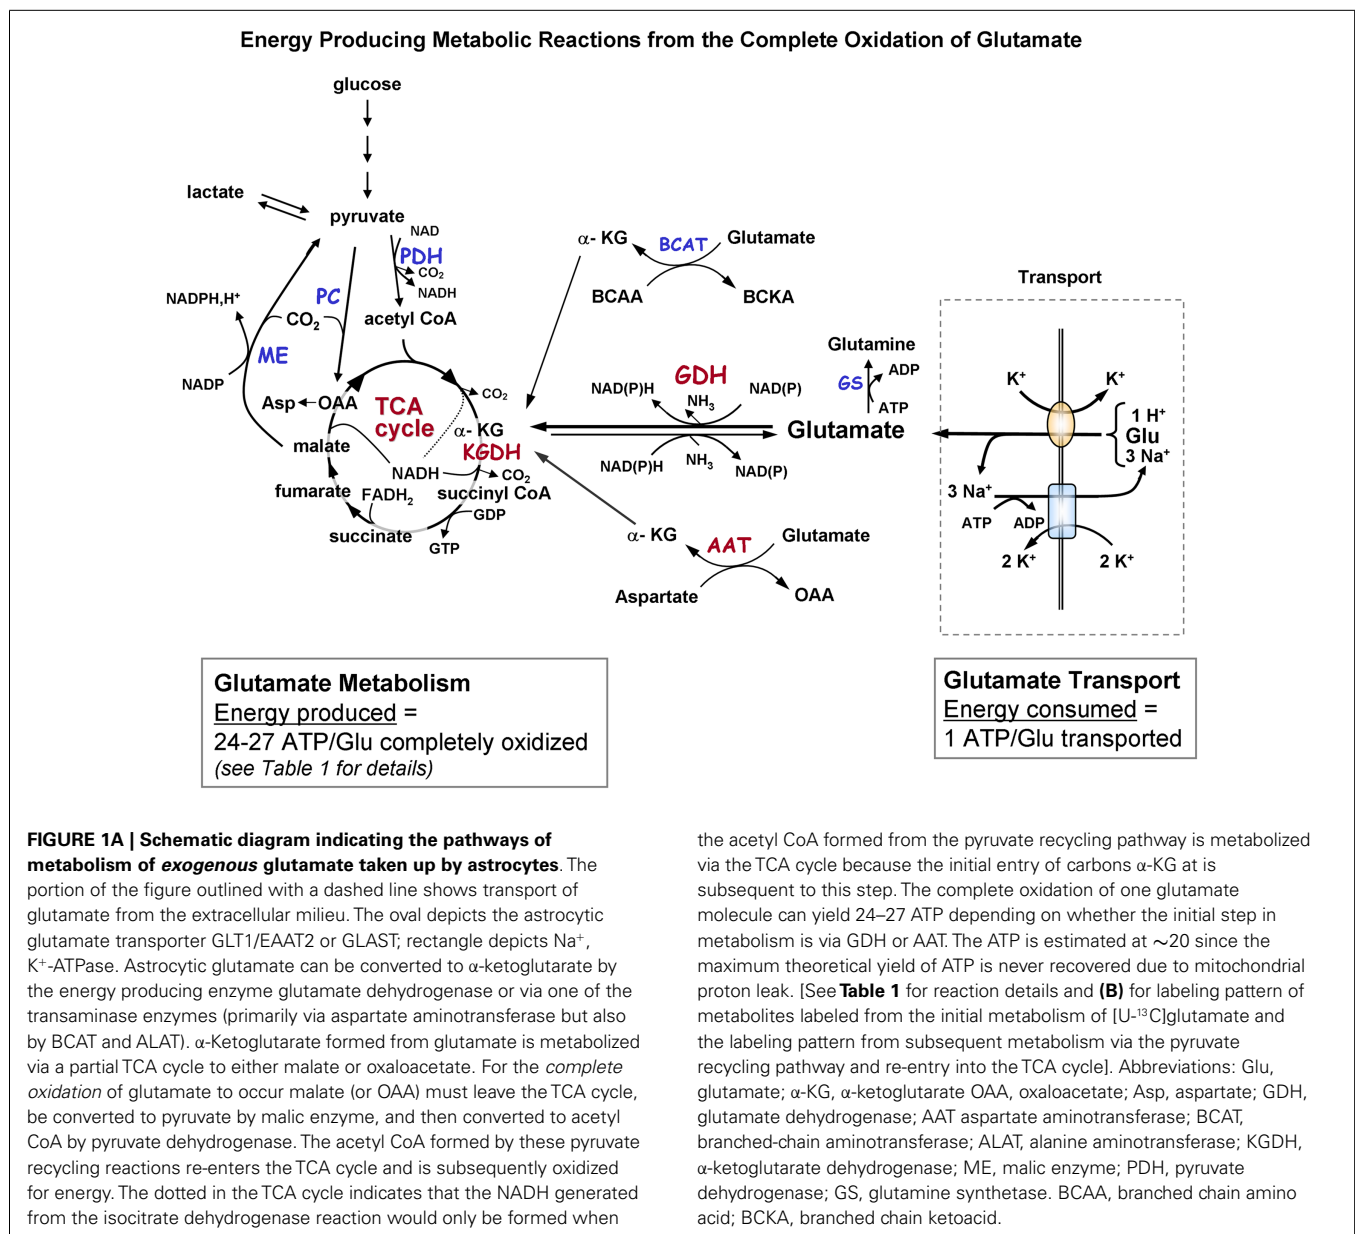 Energy Producing Metabolic Reactions from the Complete Oxidation of Glutamate
glucose
lactate
pyruvate
NAD
PDH
CO2
NADH
acetyl CoA
PC
CO2
NADPH,H+
ME
NADP
Asp
OAA
TCA
cycle
CO2
α- KG
KGDH
malate
NADH
CO2
fumarate
FADH2
succinyl CoA
GDP
succinate
GTP
α- KG
BCAT
Glutamate
BCAA
BCKA
NAD(P)H
GDH
NH3
NAD(P)
NAD(P)H
NH3
NAD(P)
Glutamine
GS
ADP
ATP
Glutamate
α- KG
AAT
Glutamate
Aspartate
OAA
Transport
K+
K+
1 H+
Glu
3 Na+
3 Na+
ATP
ADP
2 K+
2 K+
Glutamate Metabolism
Energy produced =
24-27 ATP/Glu completely oxidized
(see Table 1 for details)
Glutamate Transport
Energy consumed =
1 ATP/Glu transported
FIGURE 1A | Schematic diagram indicating the pathways of
metabolism of exogenous glutamate taken up by astrocytes. The
portion of the figure outlined with a dashed line shows transport of
glutamate from the extracellular milieu. The oval depicts the astrocytic
glutamate transporter GLT1/EAAT2 or GLAST; rectangle depicts Na+,
K+-ATPase. Astrocytic glutamate can be converted to α-ketoglutarate by
the energy producing enzyme glutamate dehydrogenase or via one of the
transaminase enzymes (primarily via aspartate aminotransferase but also
by BCAT and ALAT). α-Ketoglutarate formed from glutamate is metabolized
via a partial TCA cycle to either malate or oxaloacetate. For the complete
oxidation of glutamate to occur malate (or OAA) must leave the TCA cycle,
be converted to pyruvate by malic enzyme, and then converted to acetyl
CoA by pyruvate dehydrogenase. The acetyl CoA formed by these pyruvate
recycling reactions re-enters the TCA cycle and is subsequently oxidized
for energy. The dotted in the TCA cycle indicates that the NADH generated
from the isocitrate dehydrogenase reaction would only be formed when
the acetyl CoA formed from the pyruvate recycling pathway is metabolized
via the TCA cycle because the initial entry of carbons α-KG at is
subsequent to this step. The complete oxidation of one glutamate
molecule can yield 24–27 ATP depending on whether the initial step in
metabolism is via GDH or AAT. The ATP is estimated at ∼20 since the
maximum theoretical yield of ATP is never recovered due to mitochondrial
proton leak. [See Table 1 for reaction details and (B) for labeling pattern of
metabolites labeled from the initial metabolism of [U-13C]glutamate and
the labeling pattern from subsequent metabolism via the pyruvate
recycling pathway and re-entry into the TCA cycle]. Abbreviations: Glu,
glutamate; α-KG, α-ketoglutarate OAA, oxaloacetate; Asp, aspartate; GDH,
glutamate dehydrogenase; AAT aspartate aminotransferase; BCAT,
branched-chain aminotransferase; ALAT, alanine aminotransferase; KGDH,
α-ketoglutarate dehydrogenase; ME, malic enzyme; PDH, pyruvate
dehydrogenase; GS, glutamine synthetase. BCAA, branched chain amino
acid; BCKA, branched chain ketoacid.